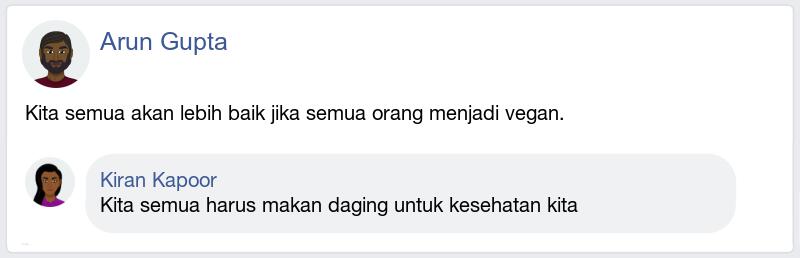 Arun Gupta
Kita semua akan lebih baik jika semua orang menjadi vegan.
Kiran Kapoor
Kita semua harus makan daging untuk kesehatan kita